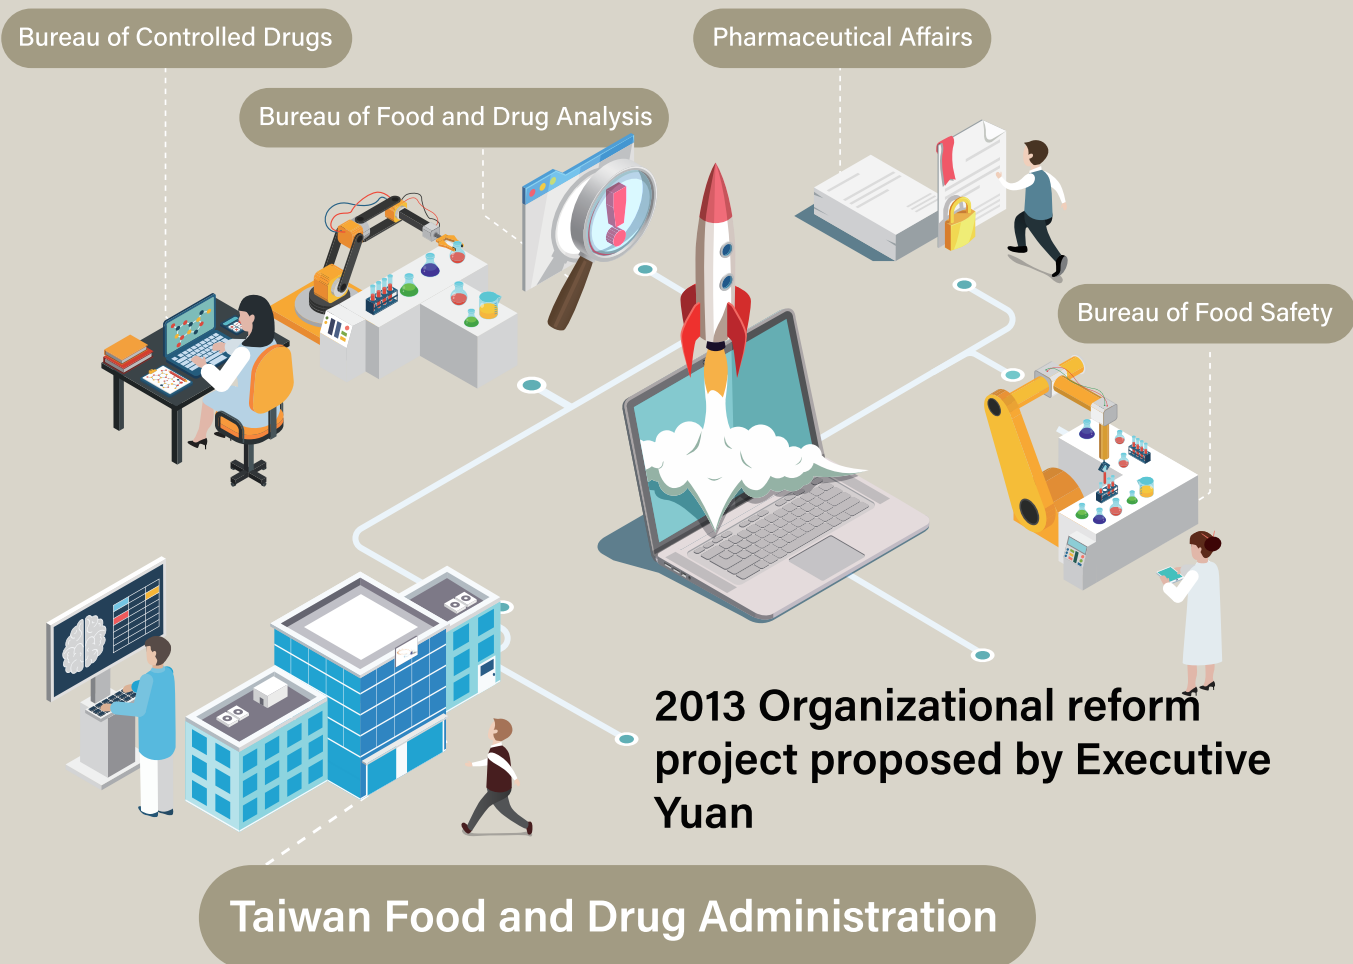 Bureau of Controlled Drugs
Pharmaceutical Affairs
Bureau of Food and Drug Analysis
Bureau of Food Safety
2013 Organizational reform
project proposed by Executive
Yuan
Taiwan Food and Drug Administration